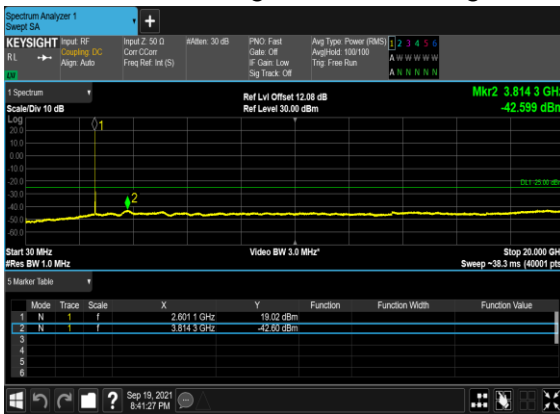 Spectrum Analyzer 1
Swept SA
+
KEYSIGHT
RL
Input: RF
Coupling: DC
Align: Auto
Input Z: 50 Ω
Corr CCorr
Freq Ref: Int (S)
#Atten: 30 dB
PNO: Fast
Gate: Off
IF Gain: Low
Sig Track: Off
Avg Type: Power (RMS)
Avg|Hold: 100/100
Trig: Free Run
1 2 3 4 5 6
A W W W W W
A N N N N N
LV
1 Spectrum
Scale/Div 10 dB
Ref Lvl Offset 12.08 dB
Ref Level 30.00 dBm
Mkr2 3.814 3 GHz
-42.599 dBm
Log
20.0
10.0
0.00
-10.0
-20.0
-30.0
-40.0
-50.0
-60.0
1
2
DL1 -25.00 dBm
Start 30 MHz
#Res BW 1.0 MHz
Video BW 3.0 MHz*
Stop 20.000 GHz
Sweep ~38.3 ms (40001 pts)
5 Marker Table
Mode Trace Scale X Y Function Function Width Function Value
1 N 1 f 2.601 1 GHz 19.02 dBm
2 N 1 f 3.814 3 GHz -42.60 dBm
3
4
5
6
?
Sep 19, 2021
8:41:27 PM